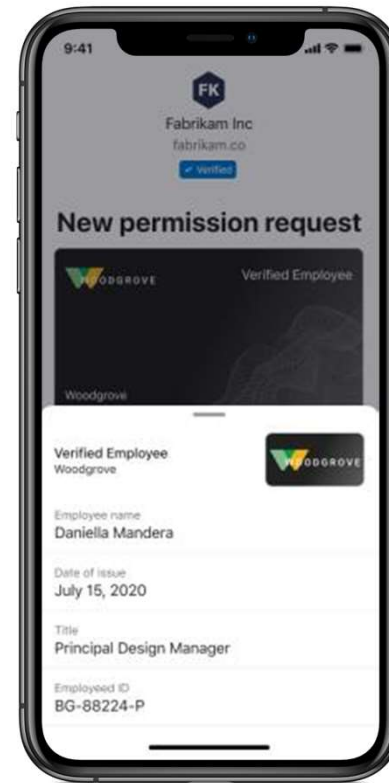 9:41
FK
Fabrikam Inc
fabrikam.co
✓ Verified
New permission request
WOODGROVE
Verified Employee
Woodgrove
Verified Employee
Woodgrove
WOODGROVE
Employee name
Daniella Mandera
Date of issue
July 15, 2020
Title
Principal Design Manager
Employeed ID
BG-88224-P